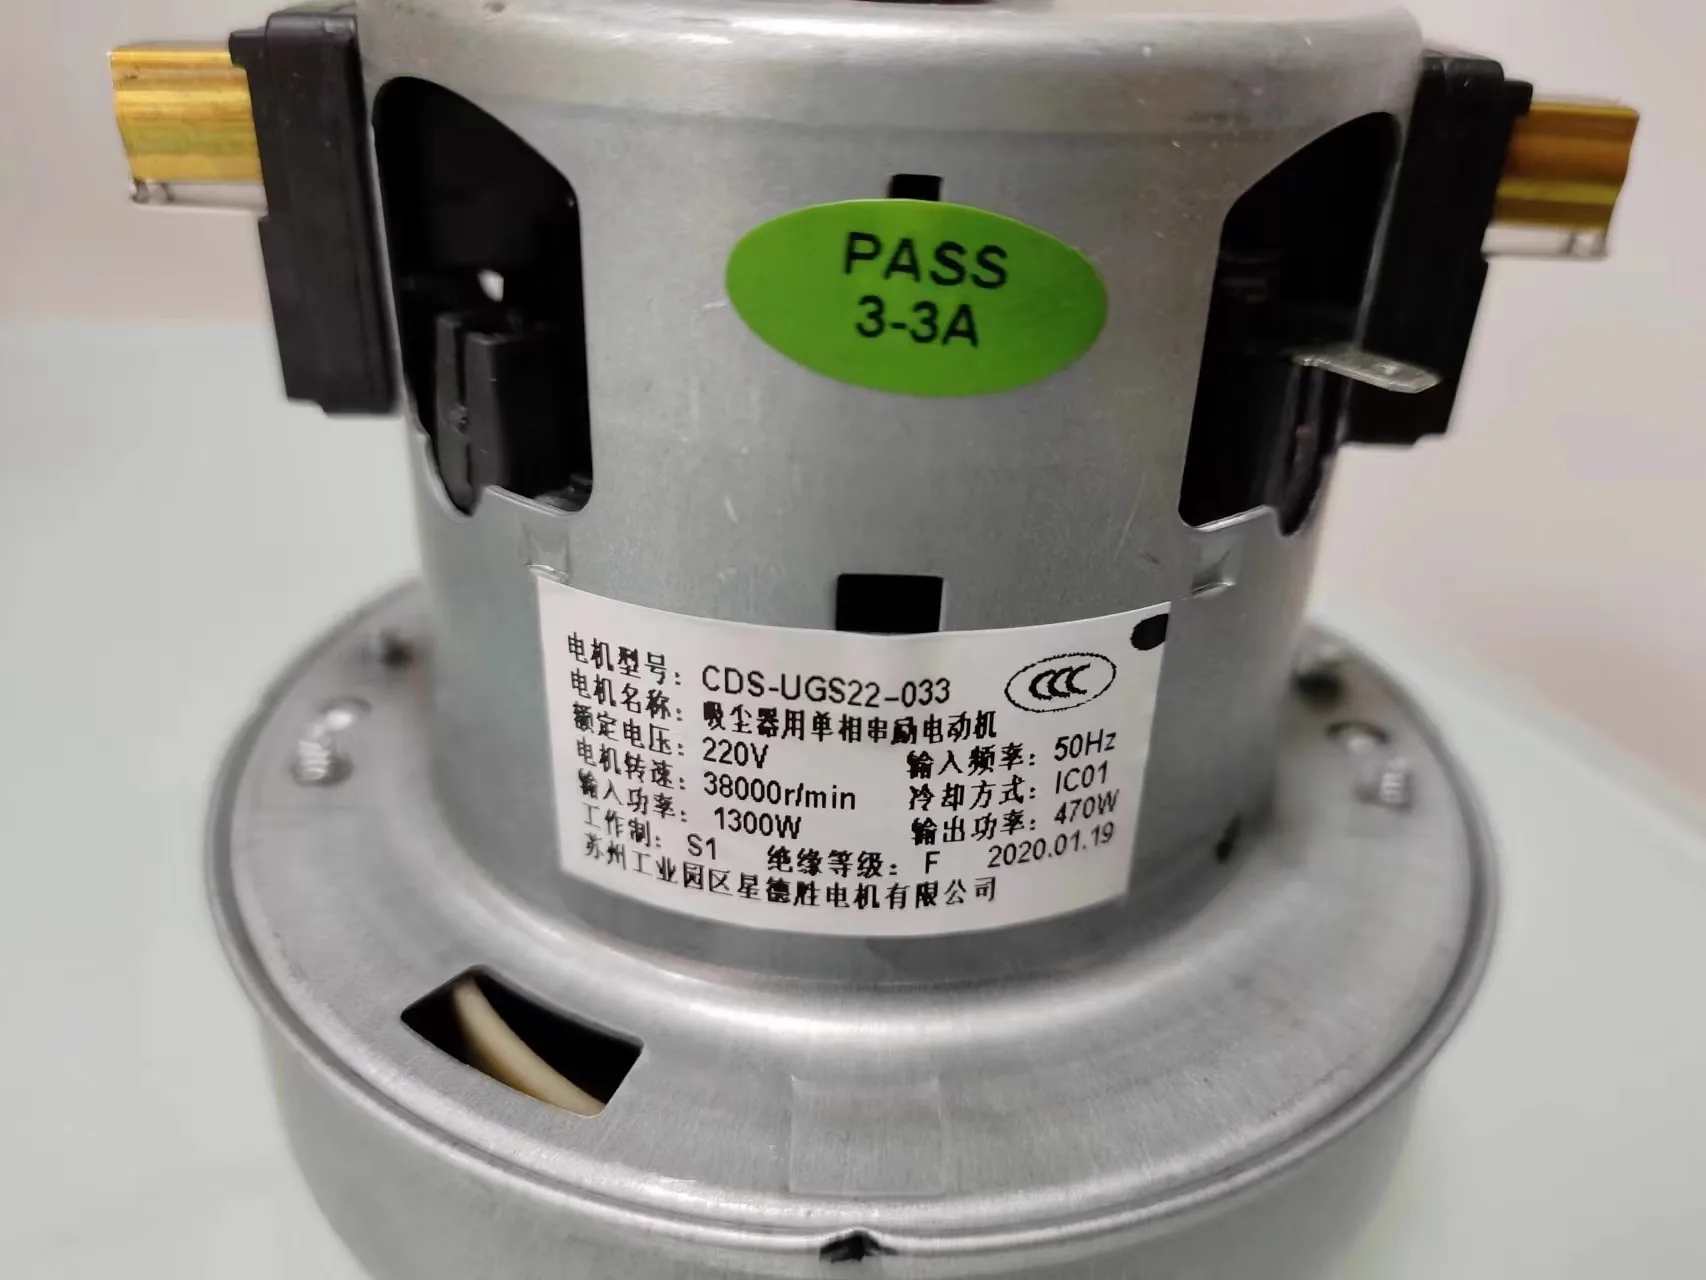 PASS
3-3A
电机型号: CDS-UGS22-033
CCC
电机名称: 吸尘器用单相串励电动机
额定电压: 220V 输入频率: 50Hz
电机转速: 38000r/min 冷却方式: IC01
输入功率: 1300W 输出功率: 470W
工作制: S1 绝缘等级: F 2020.01.19
苏州工业园区星德胜电机有限公司